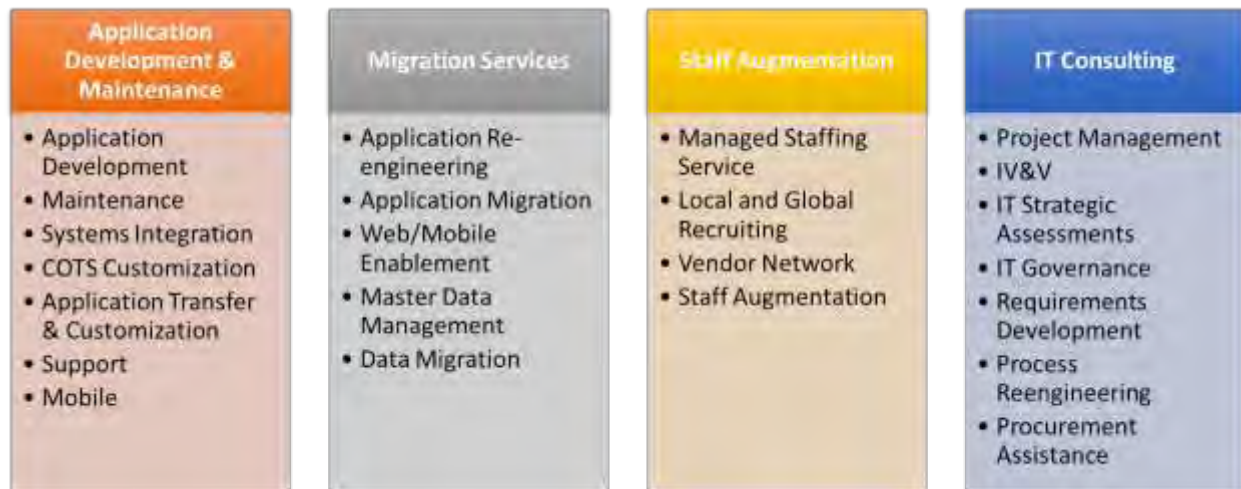 Application
Development &
Maintenance
• Application
Development
• Maintenance
• Systems Integration
• COTS Customization
• Application Transfer
& Customization
• Support
• Mobile
Migration Services
• Application Re-
engineering
• Application Migration
• Web/Mobile
Enablement
• Master Data
Management
• Data Migration
Staff Augmentation
• Managed Staffing
Service
• Local and Global
Recruiting
• Vendor Network
• Staff Augmentation
IT Consulting
• Project Management
• IV&V
• IT Strategic
Assessments
• IT Governance
• Requirements
Development
• Process
Reengineering
• Procurement
Assistance